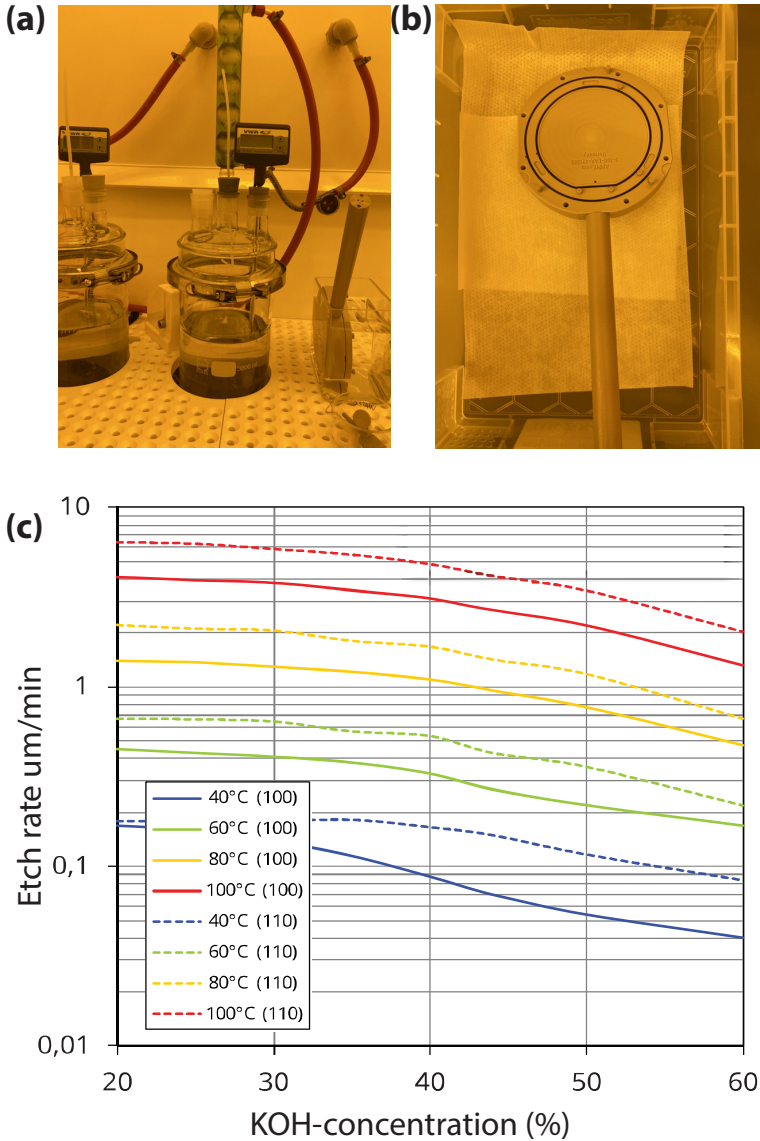 (a)
(b)
VWR
VWR
(c)
10
1
0,1
0,01
Etch rate um/min
40°C (100)
60°C (100)
80°C (100)
100°C (100)
40°C (110)
60°C (110)
80°C (110)
100°C (110)
20
30
40
50
60
KOH-concentration (%)